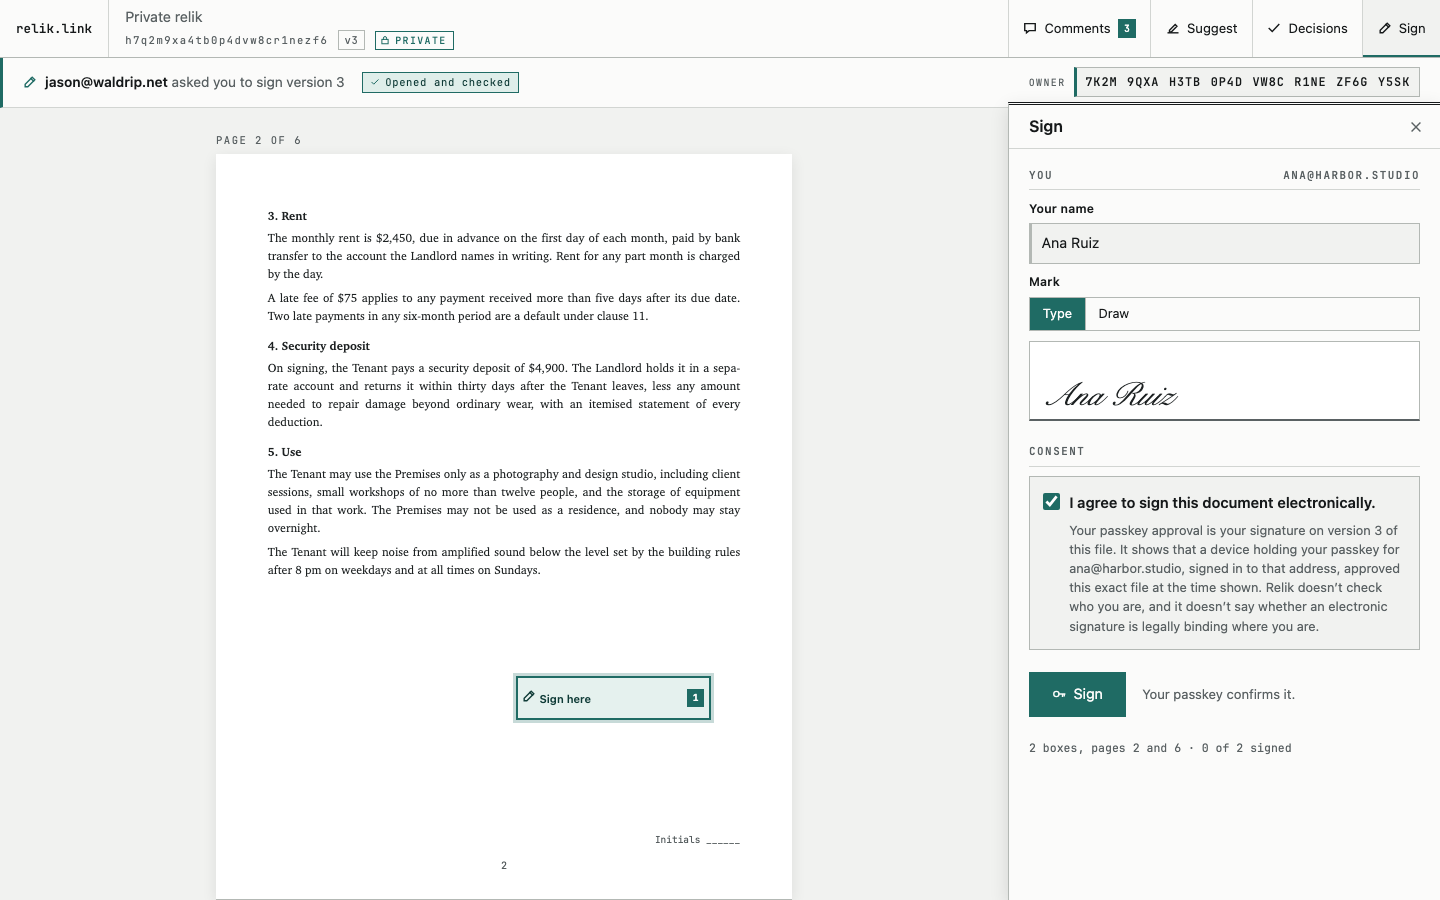 relik.link
Private relik
h7q2m9xa4tb0p4dvw8cr1nezf6 v3 PRIVATE
Comments 3
Suggest
Decisions
Sign
jason@waldrip.net asked you to sign version 3
Opened and checked
OWNER 7K2M 9QXA H3TB 0P4D VW8C R1NE ZF6G Y5SK
PAGE 2 OF 6
3. Rent
The monthly rent is $2,450, due in advance on the first day of each month, paid by bank
transfer to the account the Landlord names in writing. Rent for any part month is charged
by the day.
A late fee of $75 applies to any payment received more than five days after its due date.
Two late payments in any six-month period are a default under clause 11.
4. Security deposit
On signing, the Tenant pays a security deposit of $4,900. The Landlord holds it in a sepa-
rate account and returns it within thirty days after the Tenant leaves, less any amount
needed to repair damage beyond ordinary wear, with an itemised statement of every
deduction.
5. Use
The Tenant may use the Premises only as a photography and design studio, including client
sessions, small workshops of no more than twelve people, and the storage of equipment
used in that work. The Premises may not be used as a residence, and nobody may stay
overnight.
The Tenant will keep noise from amplified sound below the level set by the building rules
after 8 pm on weekdays and at all times on Sundays.
Sign here 1
Initials ______
2
Sign
YOU ANA@HARBOR.STUDIO
Your name
Ana Ruiz
Mark
Type Draw
Ana Ruiz
CONSENT
I agree to sign this document electronically.
Your passkey approval is your signature on version 3 of
this file. It shows that a device holding your passkey for
ana@harbor.studio, signed in to that address, approved
this exact file at the time shown. Relik doesn’t check
who you are, and it doesn’t say whether an electronic
signature is legally binding where you are.
Sign Your passkey confirms it.
2 boxes, pages 2 and 6 · 0 of 2 signed